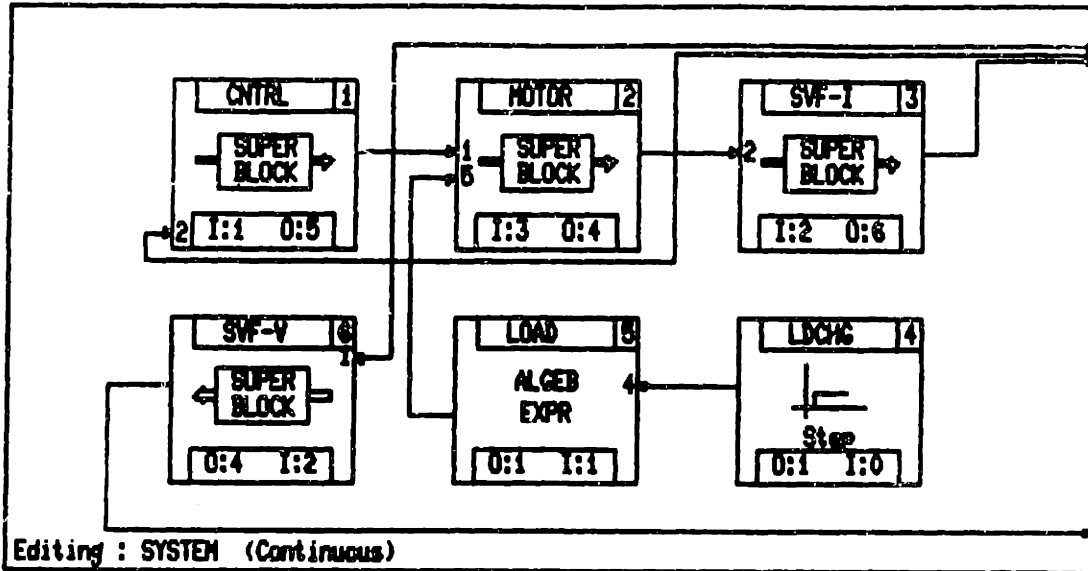 CNTRL 1
MOTOR 2
SVF-I 3
SUPER BLOCK
1
5
SUPER BLOCK
2
SUPER BLOCK
2 I:1 O:5
I:3 O:4
I:2 O:6
SVF-V 6
LOAD 5
LDCHG 4
1
SUPER BLOCK
ALGEB EXPR
4
Step
O:4 I:2
O:1 I:1
O:1 I:0
Editing : SYSTEM (Continuous)